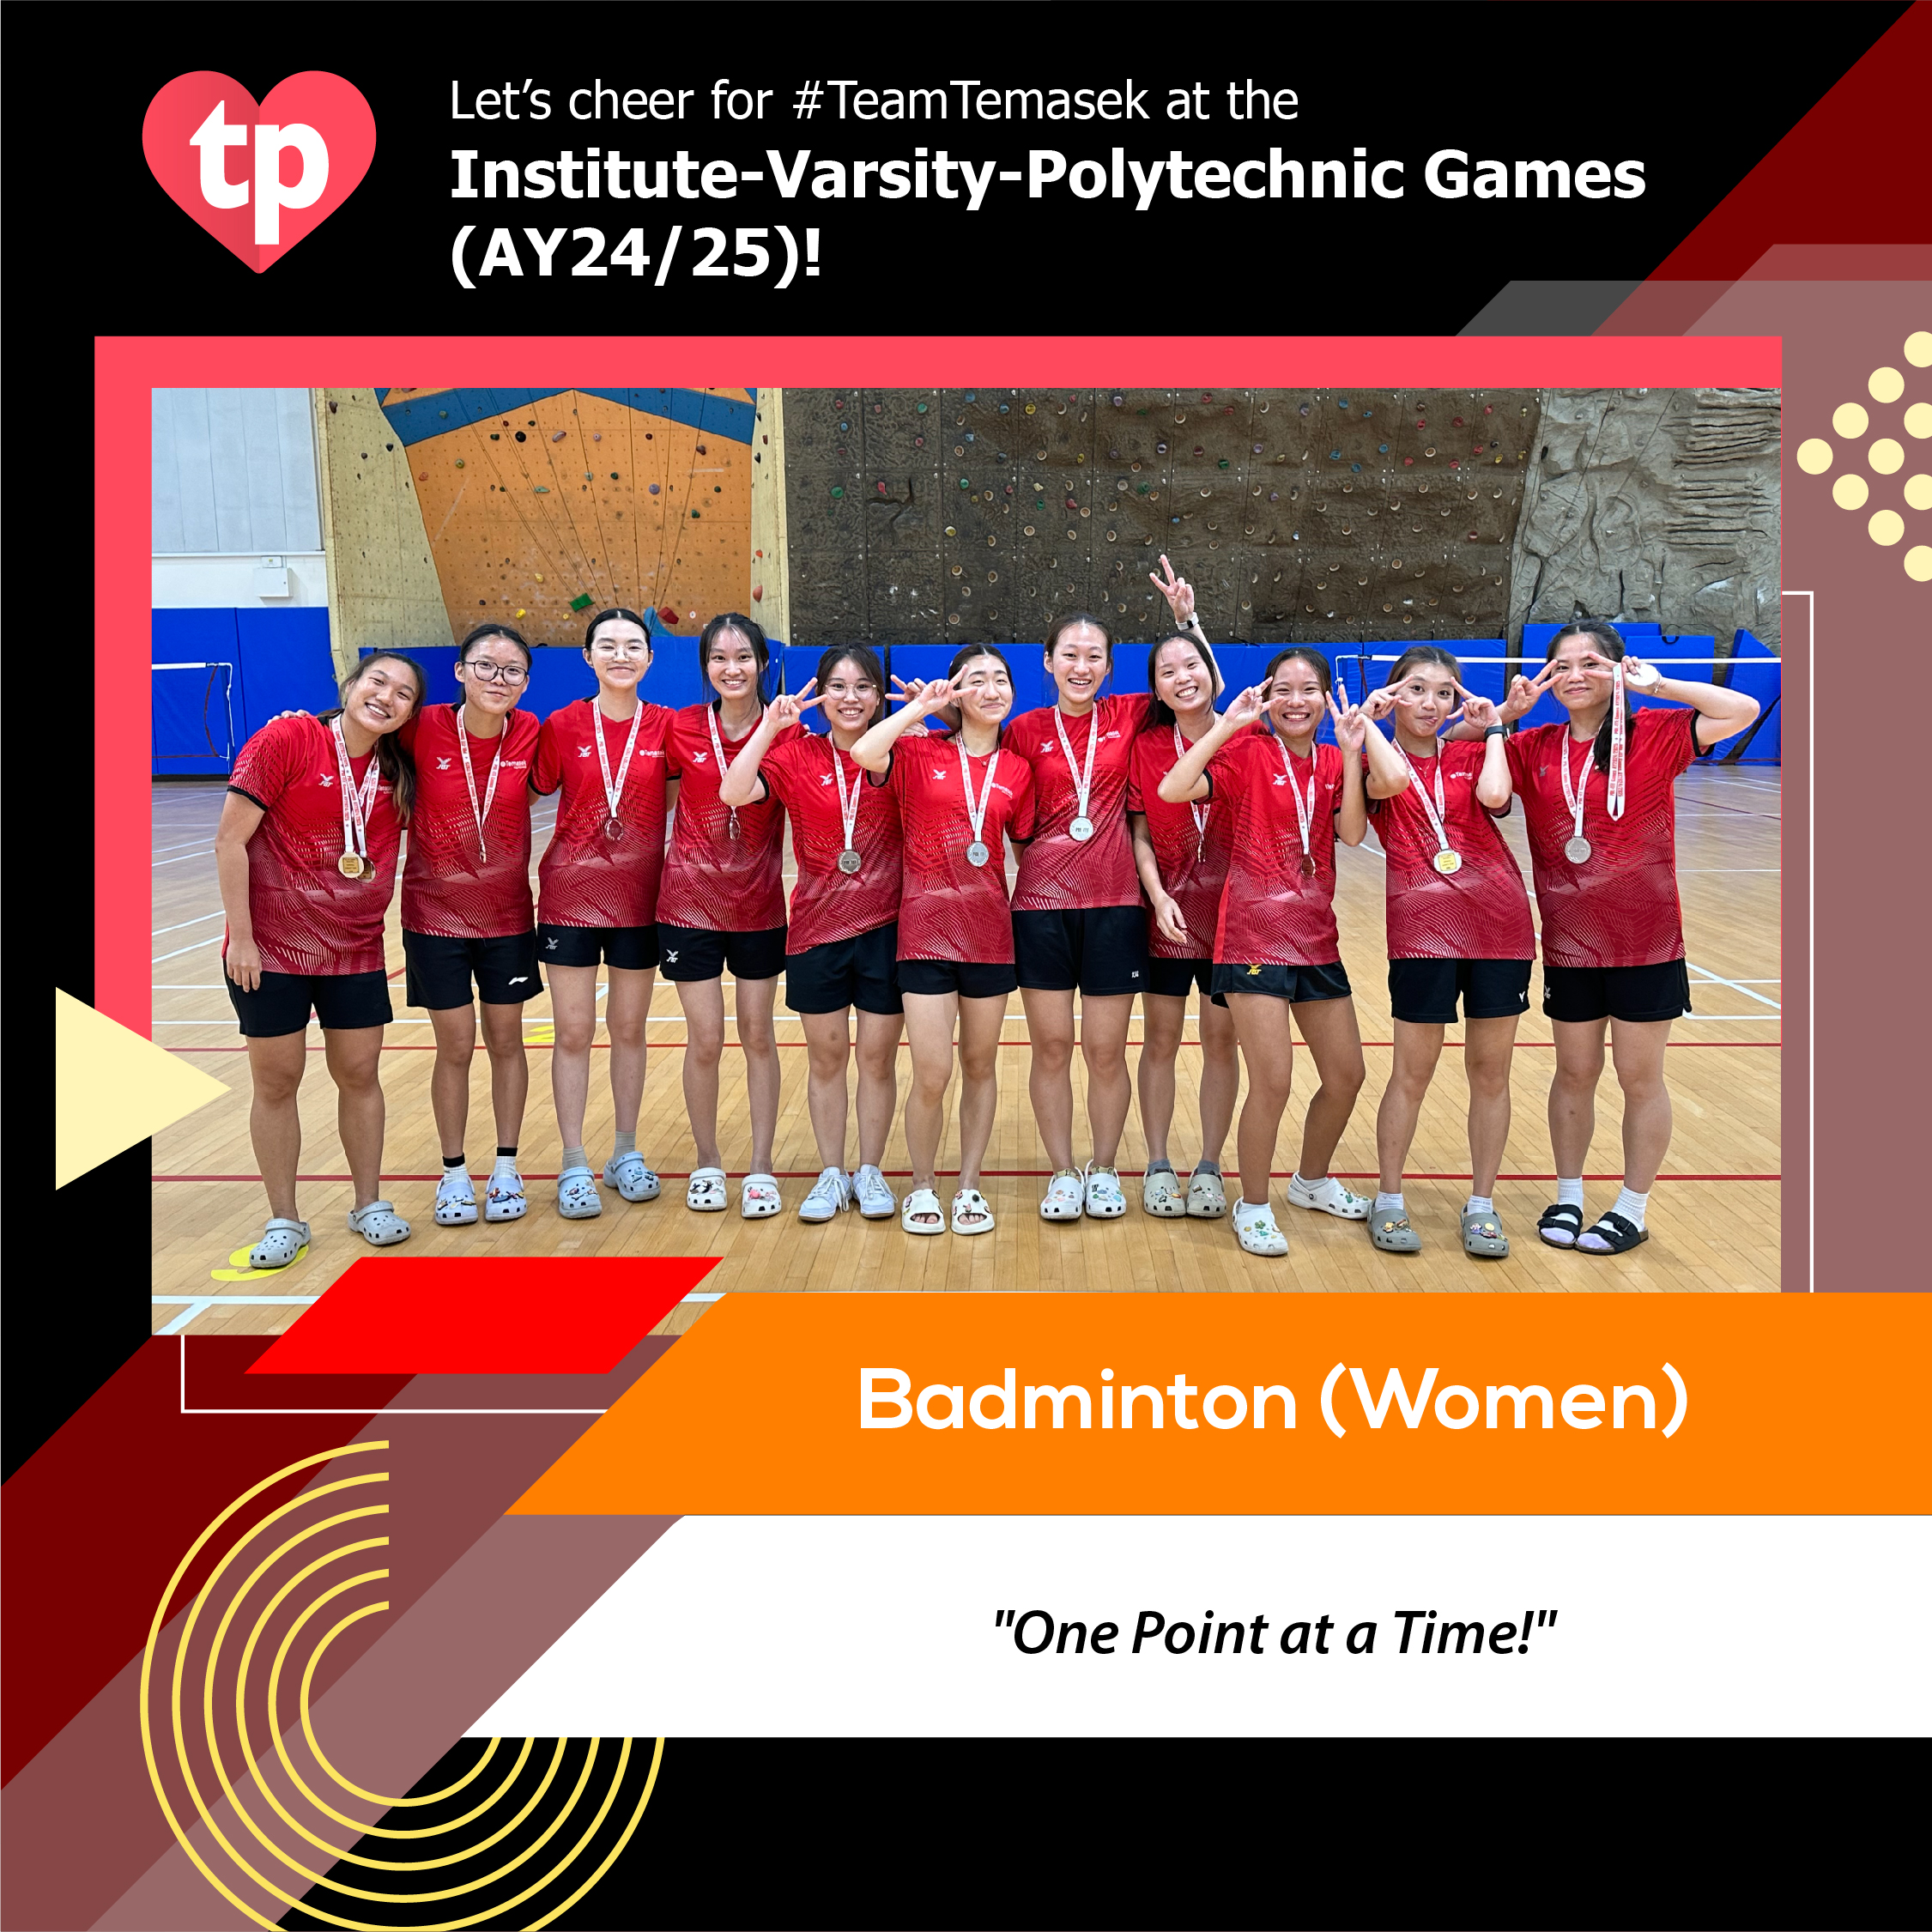 tp
Let’s cheer for #TeamTemasek at the
Institute-Varsity-Polytechnic Games
(AY24/25)!
Temasek
Badminton (Women)
"One Point at a Time!"